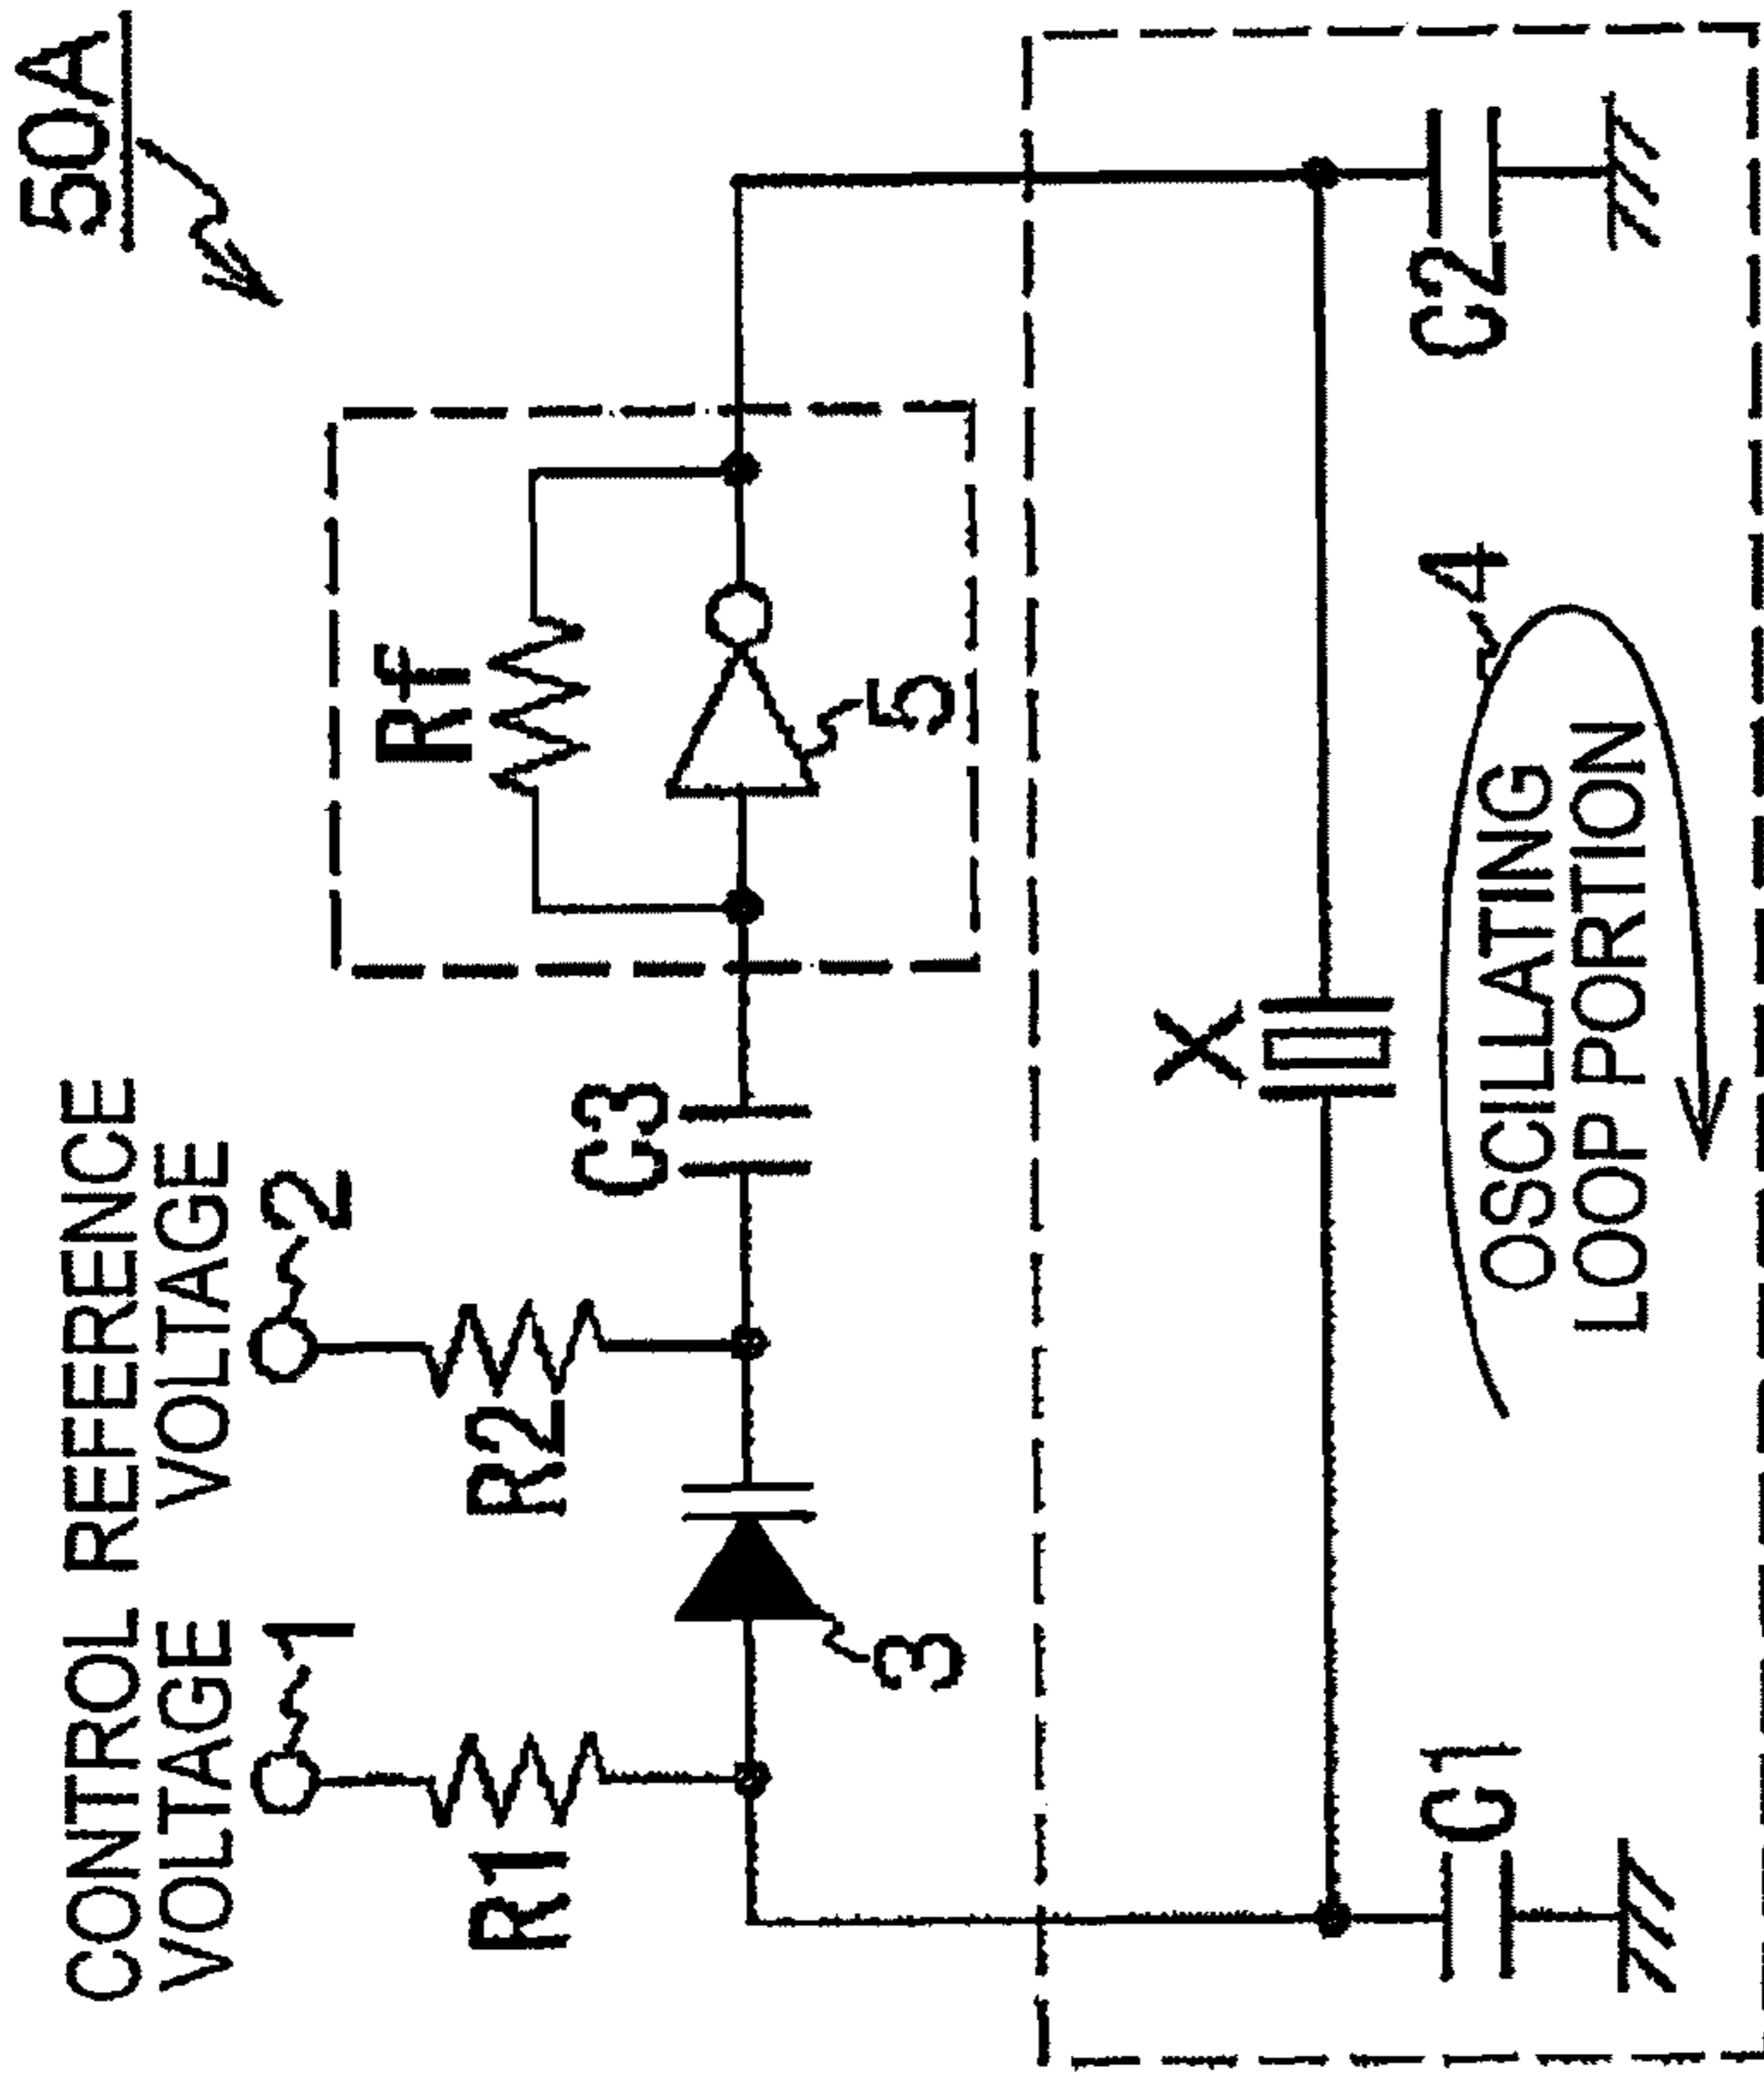 50A
CONTROL
VOLTAGE
REFERENCE
VOLTAGE
1
2
R1
R2
3
C3
Rf
5
X
C1
C2
4
OSCILLATING
LOOP PORTION